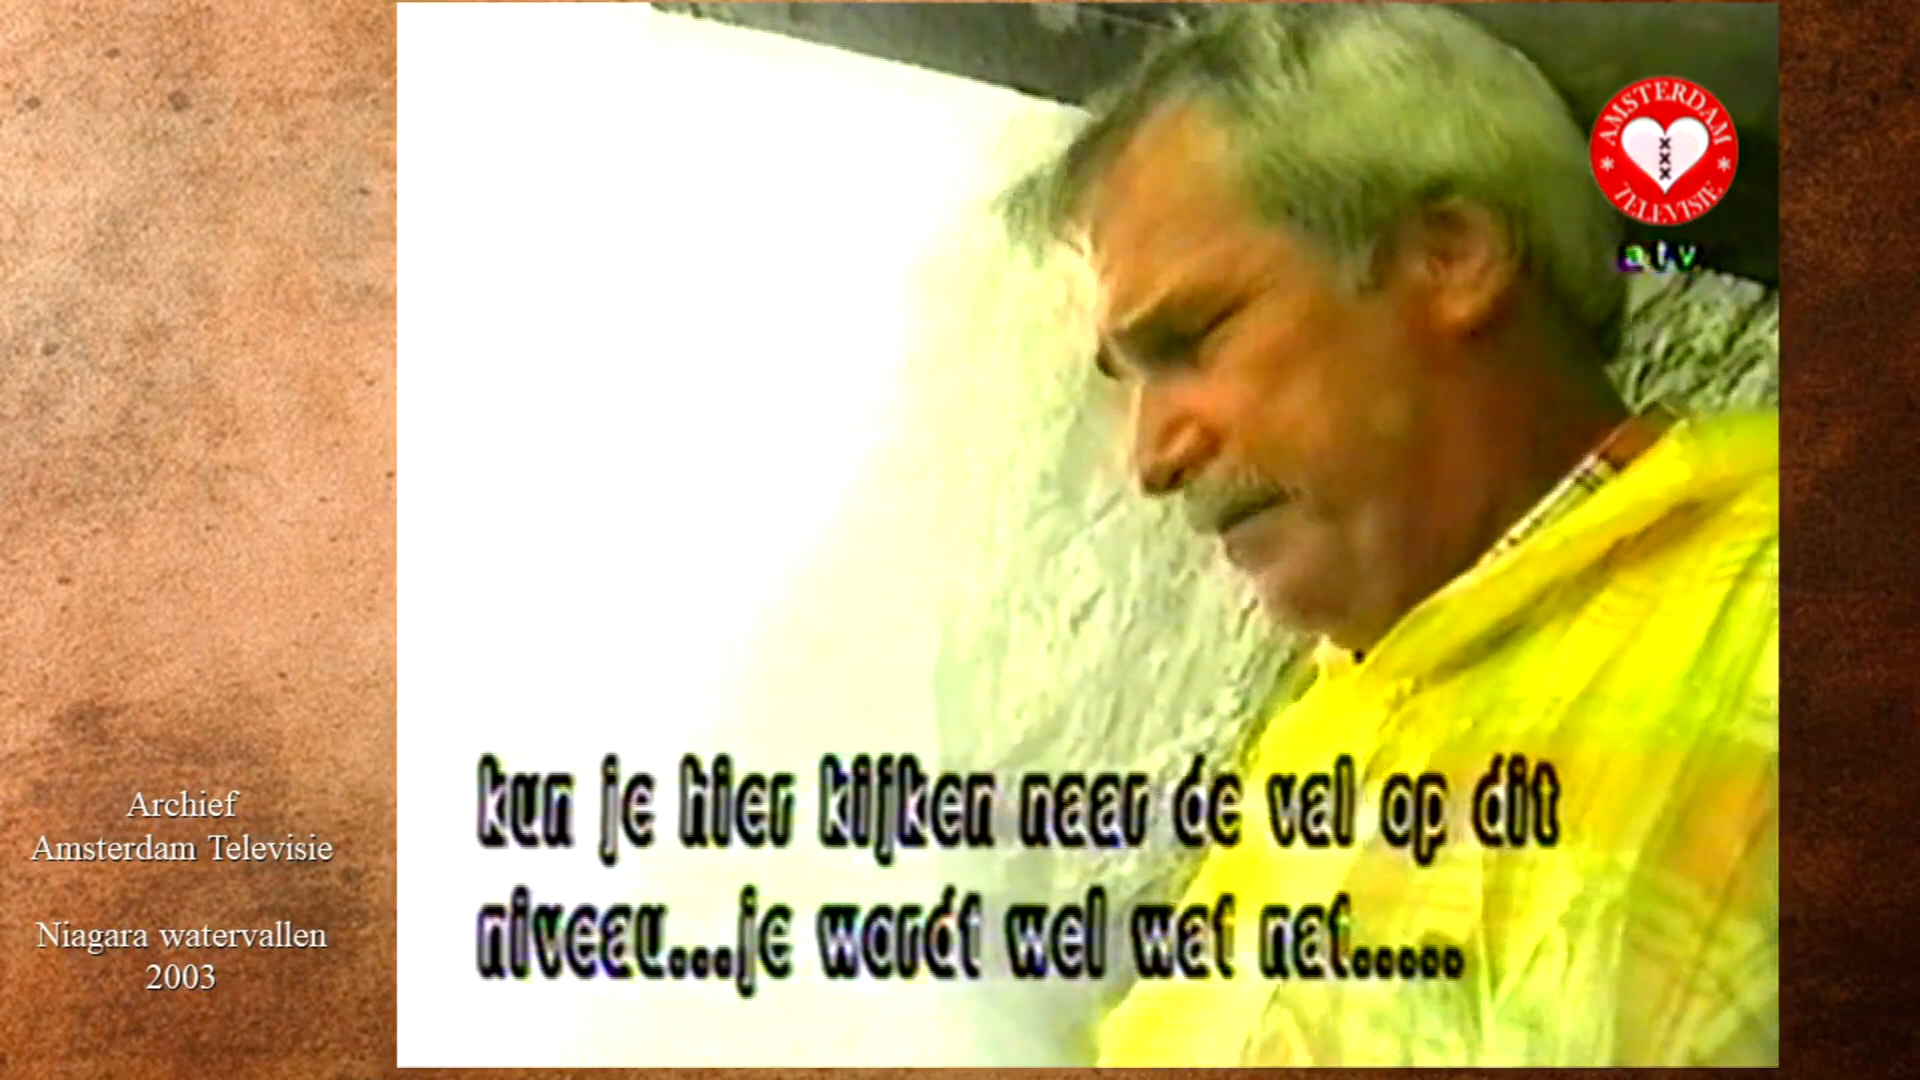 AMSTERDAM
XXX
TELEVISIE
atv
kun je hier kijken naar de val op dit
niveau...je wordt wel wat nat.....
Archief
Amsterdam Televisie
Niagara watervallen
2003